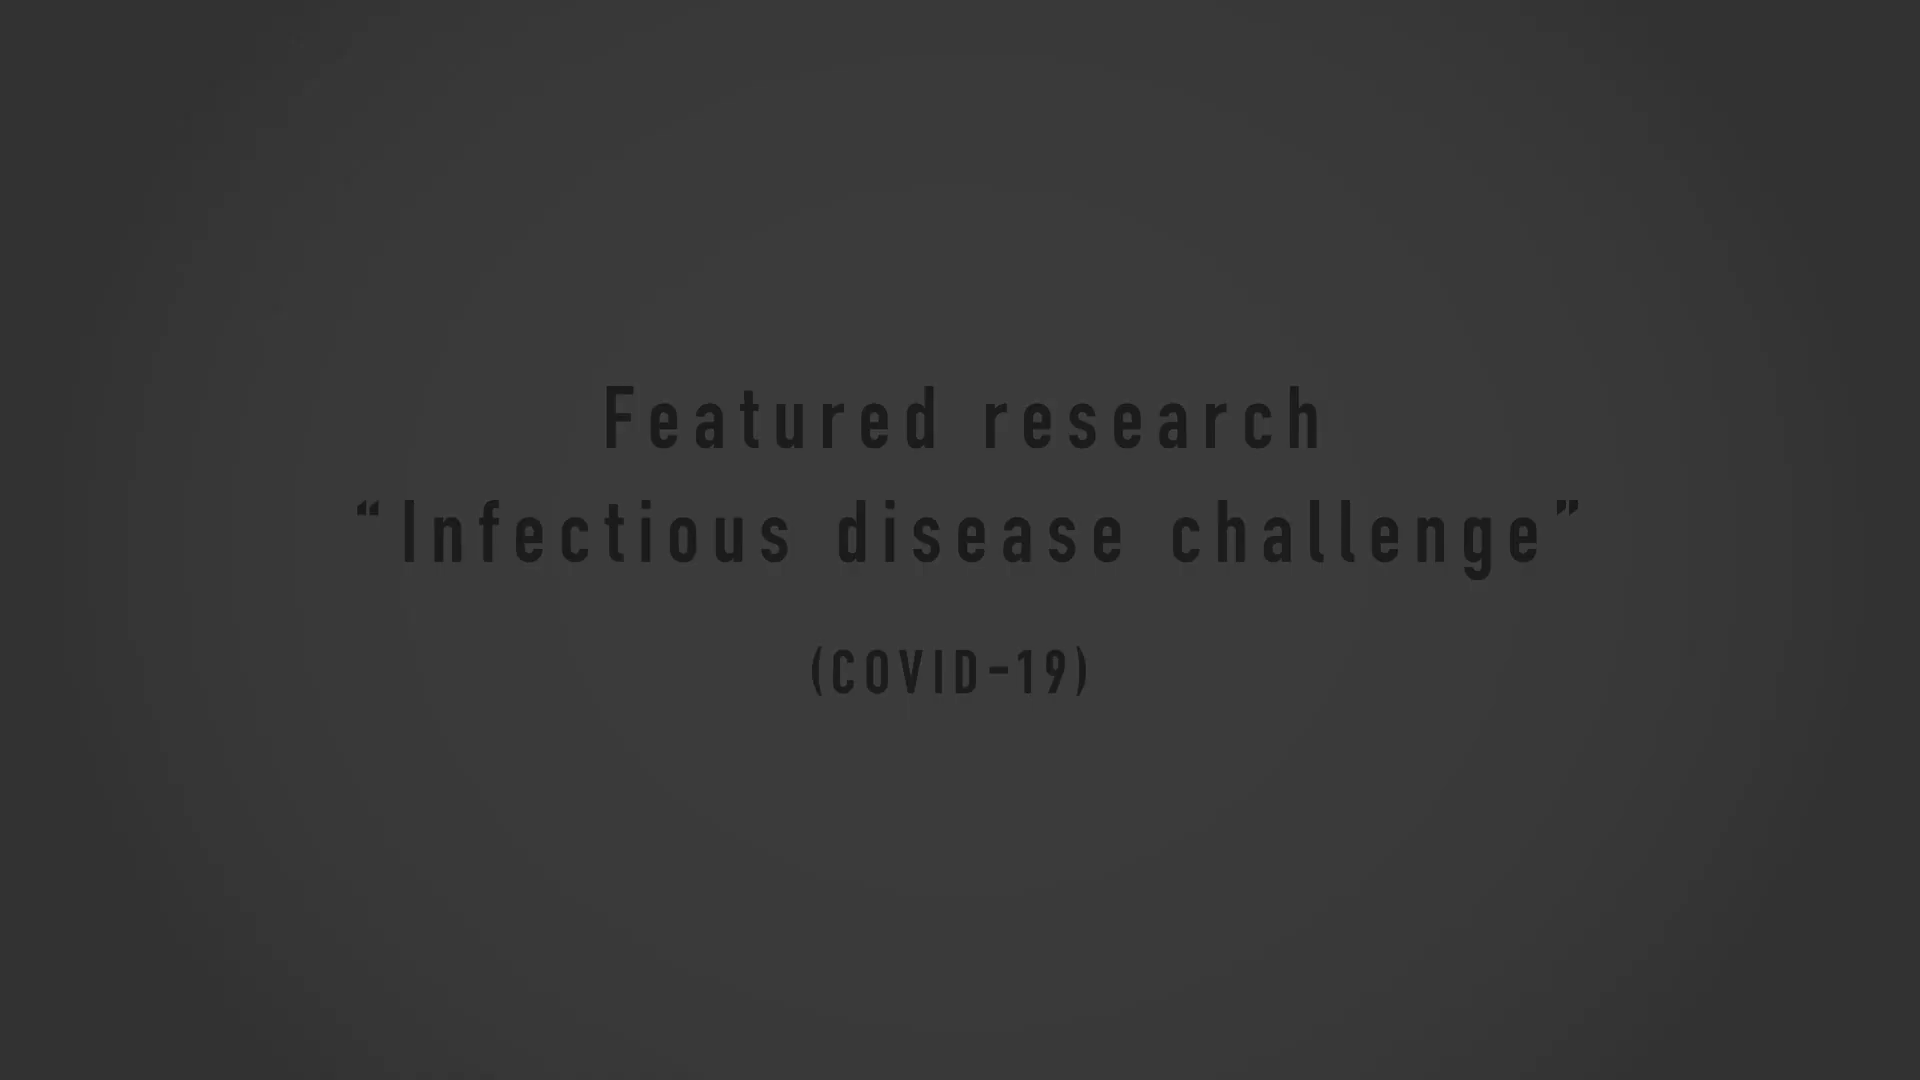 Featured research
“Infectious disease challenge”
(COVID-19)